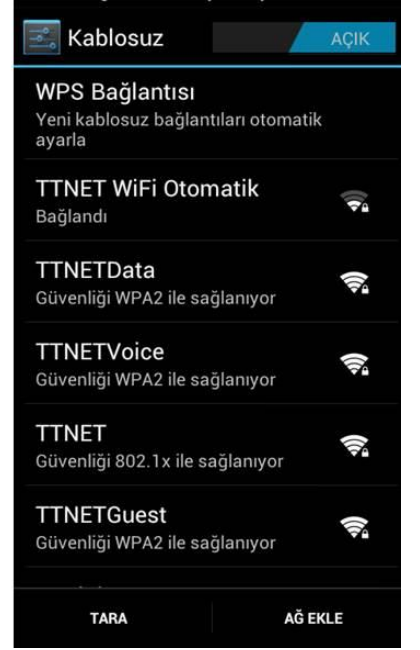 Kablosuz
AÇIK
WPS Bağlantısı
Yeni kablosuz bağlantıları otomatik
ayarla
TTNET WiFi Otomatik
Bağlandı
TTNETData
Güvenliği WPA2 ile sağlanıyor
TTNETVoice
Güvenliği WPA2 ile sağlanıyor
TTNET
Güvenliği 802.1x ile sağlanıyor
TTNETGuest
Güvenliği WPA2 ile sağlanıyor
TARA
AĞ EKLE